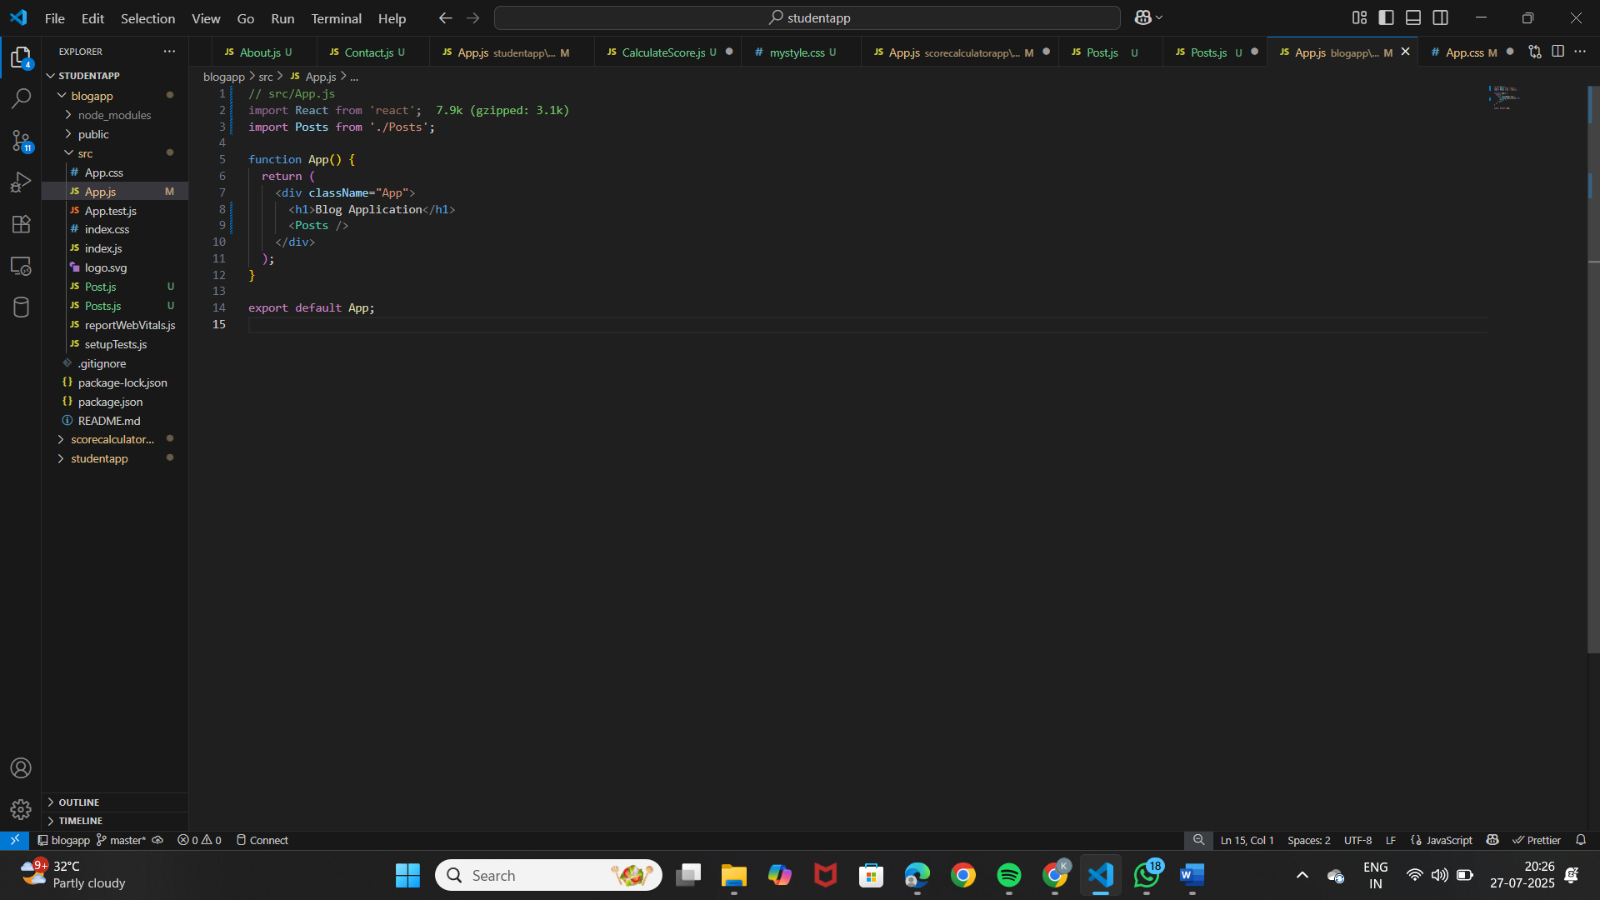 File Edit Selection View Go Run Terminal Help
studentapp
EXPLORER
About.js U
Contact.js U
App.js studentapp\... M
CalculateScore.js U
mystyle.css U
App.js scorecalculatorapp\... M
Post.js U
Posts.js U
App.js blogapp\... M
App.css M
STUDENTAPP
blogapp
node_modules
public
src
App.css
App.js M
App.test.js
index.css
index.js
logo.svg
Post.js U
Posts.js U
reportWebVitals.js
setupTests.js
.gitignore
package-lock.json
package.json
README.md
scorecalculator...
studentapp
OUTLINE
TIMELINE
4
11
blogapp > src > JS App.js > ...
1 // src/App.js
2 import React from 'react'; 7.9k (gzipped: 3.1k)
3 import Posts from './Posts';
4
5 function App() {
6 return (
7 <div className="App">
8 <h1>Blog Application</h1>
9 <Posts />
10 </div>
11 );
12 }
13
14 export default App;
15
blogapp master* 0 0 Connect
Ln 15, Col 1 Spaces: 2 UTF-8 LF JavaScript Prettier
9+
32°C
Partly cloudy
Search
K
18
W
ENG
IN
20:26
27-07-2025